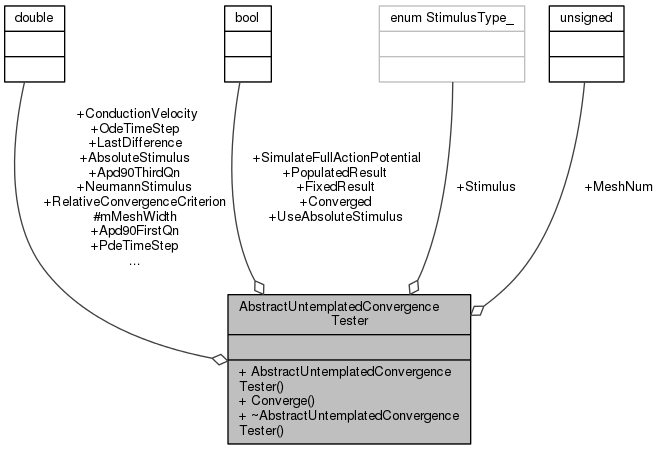 double
bool
enum StimulusType_
unsigned
+ConductionVelocity
+OdeTimeStep
+LastDifference
+AbsoluteStimulus
+Apd90ThirdQn
+NeumannStimulus
+RelativeConvergenceCriterion
#mMeshWidth
+Apd90FirstQn
+PdeTimeStep
...
+SimulateFullActionPotential
+PopulatedResult
+FixedResult
+Converged
+UseAbsoluteStimulus
+Stimulus
+MeshNum
AbstractUntemplatedConvergence
Tester
+ AbstractUntemplatedConvergence
Tester()
+ Converge()
+ ~AbstractUntemplatedConvergence
Tester()